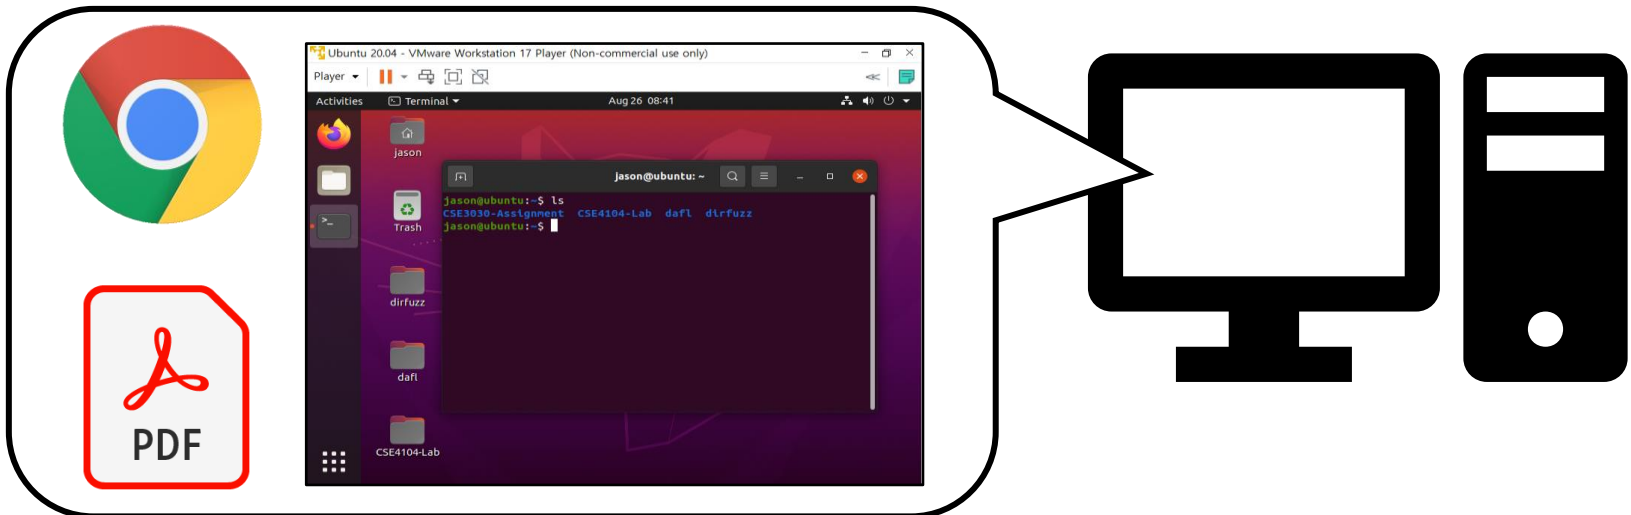 Ubuntu 20.04 - VMware Workstation 17 Player (Non-commercial use only)
Player
Activities
Terminal
Aug 26 08:41
jason
jason@ubuntu: ~
jason@ubuntu:~$ ls
CSE3030-Assignment CSE4104-Lab dafl dirfuzz
jason@ubuntu:~$
Trash
dirfuzz
dafl
CSE4104-Lab
PDF